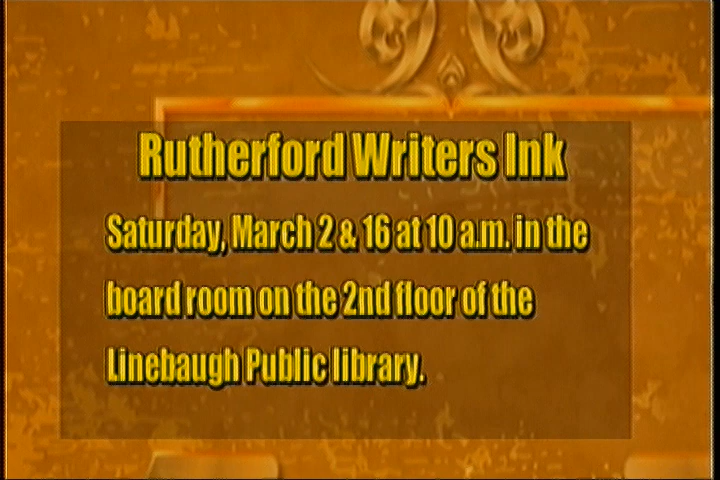 Rutherford Writers Ink
Saturday, March 2 & 16 at 10 a.m. in the
board room on the 2nd floor of the
Linebaugh Public library.